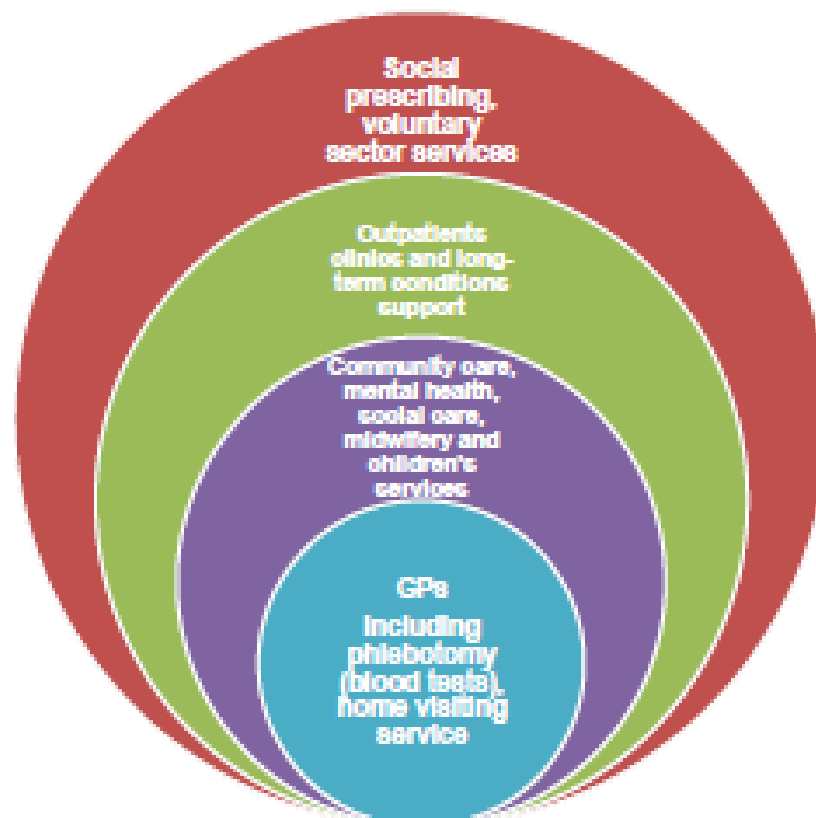 Social
prescribing,
voluntary
sector services
Outpatients
clinics and long-
term conditions
support
Community care,
mental health,
social care,
midwifery and
children's
services
GPs
including
phlebotomy
(blood tests),
home visiting
service